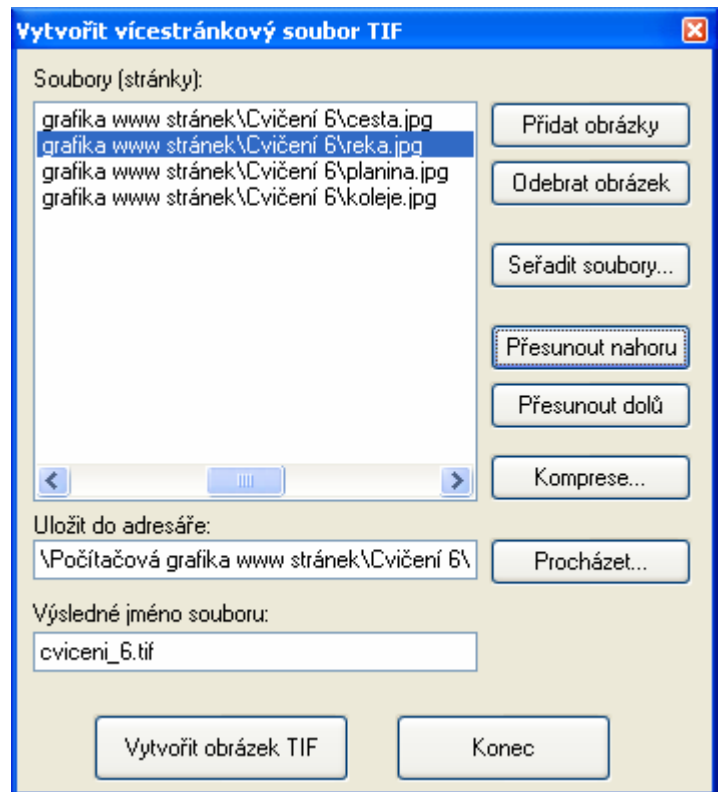 Vytvořit vícestránkový soubor TIF
Soubory (stránky):
grafika www stránek\Cvičení 6\cesta.jpg
grafika www stránek\Cvičení 6\reka.jpg
grafika www stránek\Cvičení 6\planina.jpg
grafika www stránek\Cvičení 6\koleje.jpg
Přidat obrázky
Odebrat obrázek
Seřadit soubory...
Přesunout nahoru
Přesunout dolů
Komprese...
Uložit do adresáře:
\Počítačová grafika www stránek\Cvičení 6\
Procházet...
Výsledné jméno souboru:
cviceni_6.tif
Vytvořit obrázek TIF
Konec